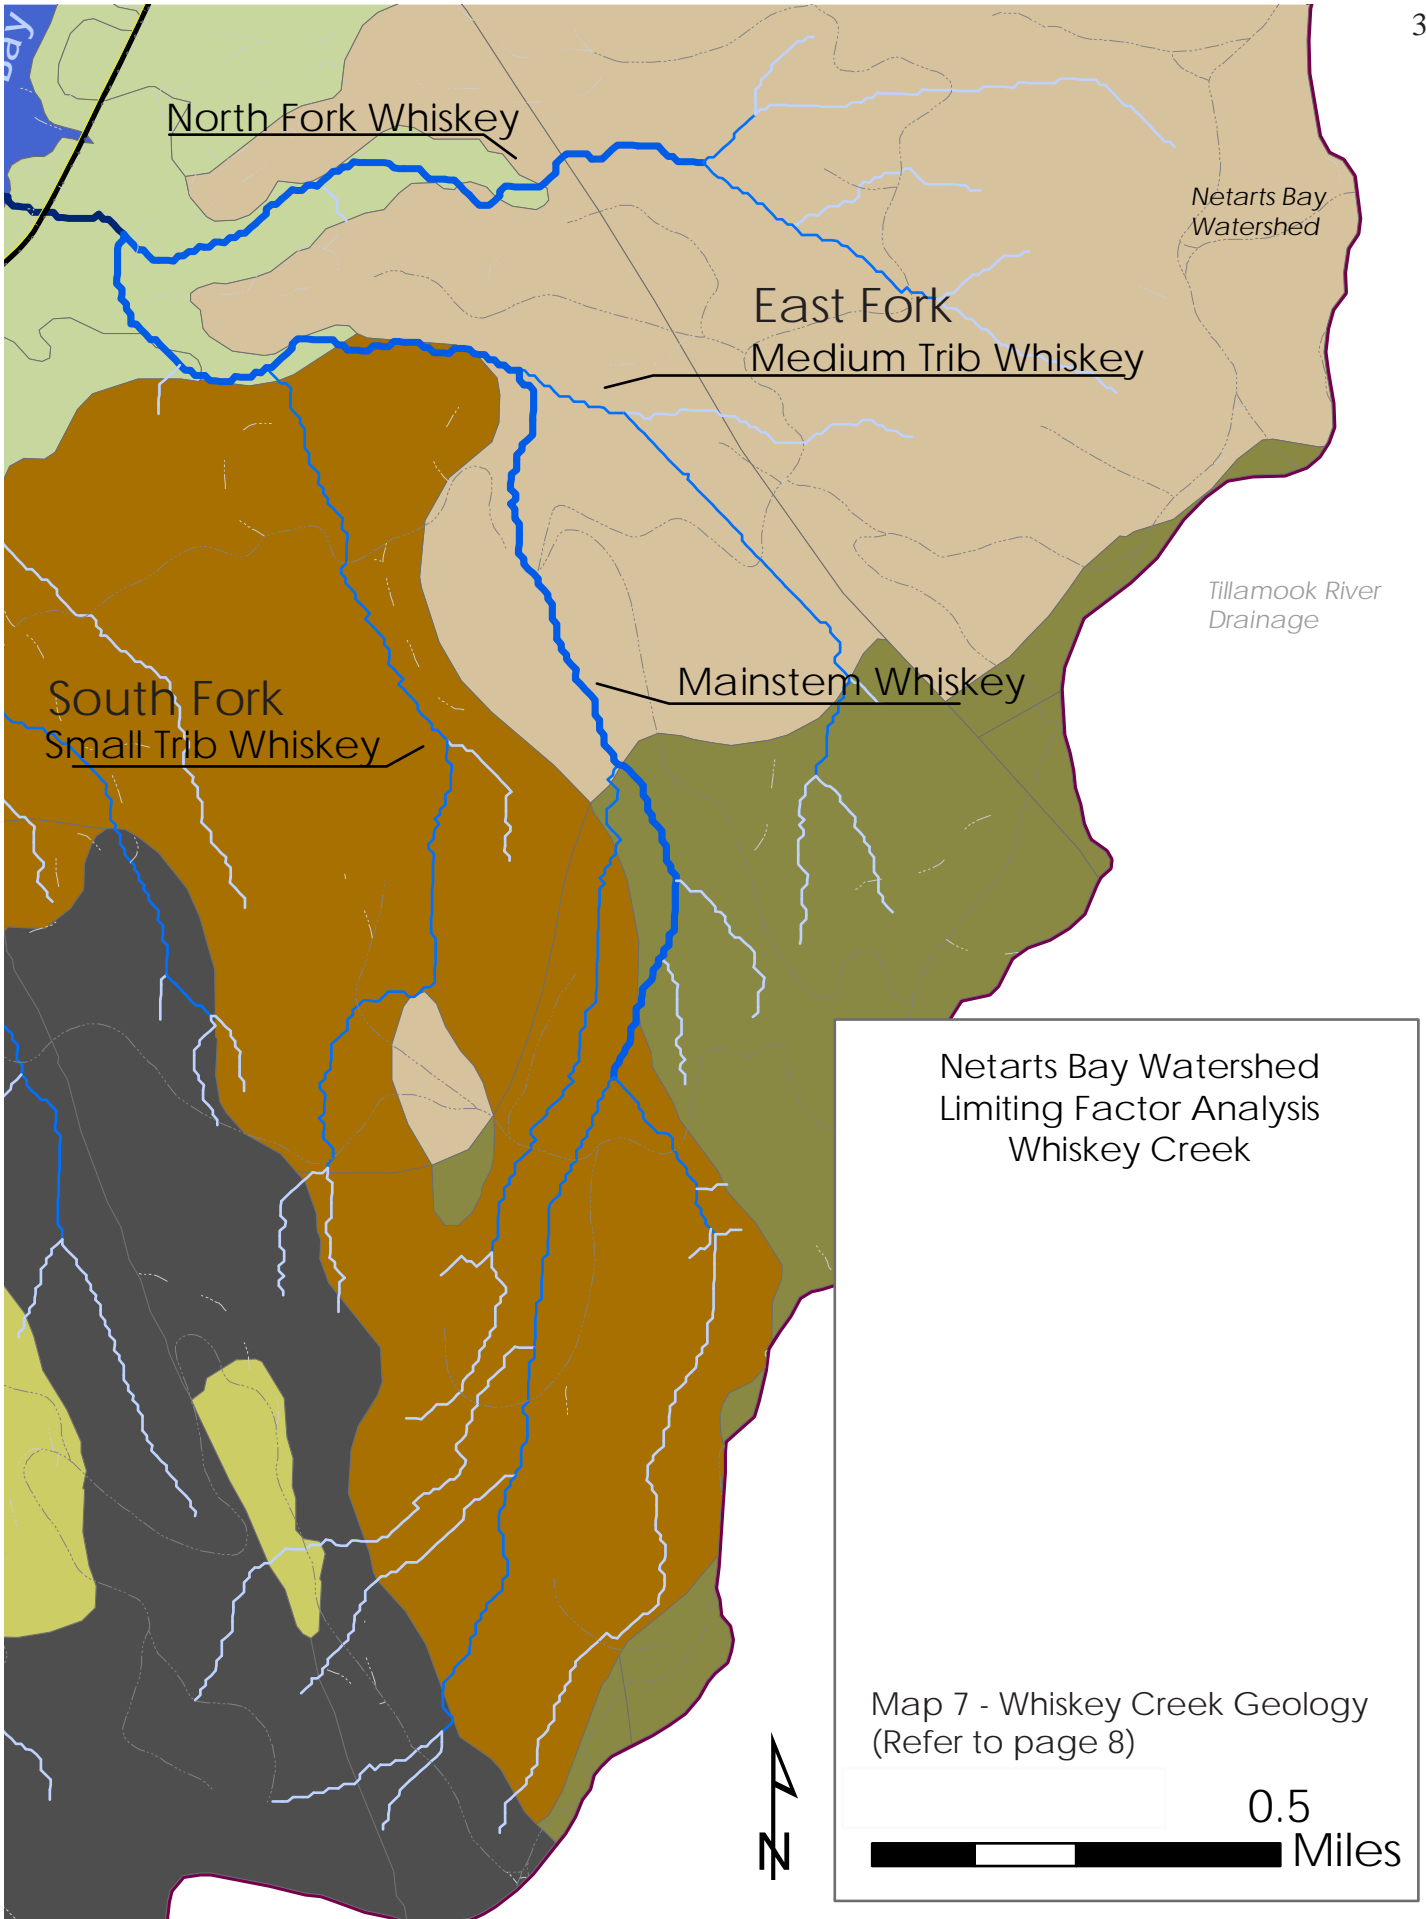 3
Bay
North Fork Whiskey
Netarts Bay
Watershed
East Fork
Medium Trib Whiskey
Tillamook River
Drainage
Mainstem Whiskey
South Fork
Small Trib Whiskey
Netarts Bay Watershed
Limiting Factor Analysis
Whiskey Creek
Map 7 - Whiskey Creek Geology
(Refer to page 8)
0.5
Miles
N